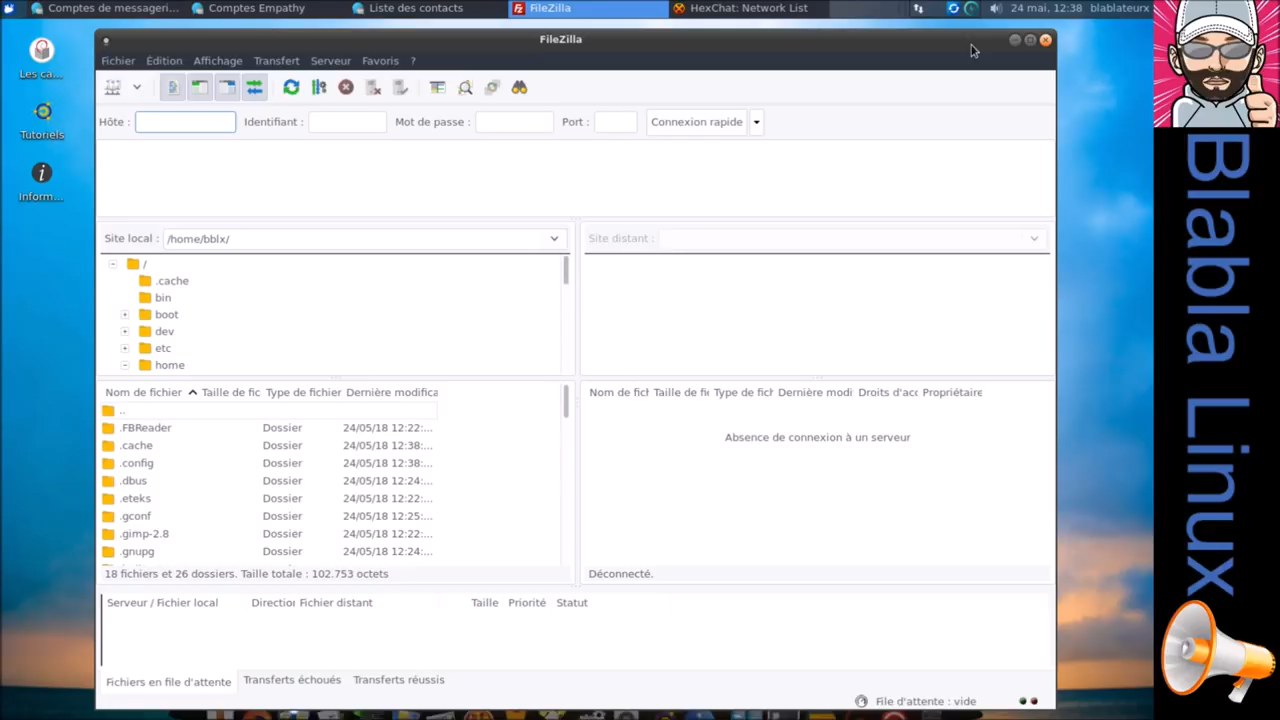 Comptes de messageri... Comptes Empathy Liste des contacts FileZilla HexChat: Network List 24 mai, 12:38 blablateurx
Les ca...
Tutoriels
Inform...
FileZilla
Fichier Édition Affichage Transfert Serveur Favoris ?
Hôte : Identifiant : Mot de passe : Port : Connexion rapide
Site local : /home/bblx/
/
.cache
bin
boot
dev
etc
home
Site distant :
Nom de fichier Taille de fic Type de fichier Dernière modifica
..
.FBReader Dossier 24/05/18 12:22:...
.cache Dossier 24/05/18 12:38:...
.config Dossier 24/05/18 12:38:...
.dbus Dossier 24/05/18 12:24:...
.eteks Dossier 24/05/18 12:22:...
.gconf Dossier 24/05/18 12:25:...
.gimp-2.8 Dossier 24/05/18 12:22:...
.gnupg Dossier 24/05/18 12:24:...
18 fichiers et 26 dossiers. Taille totale : 102.753 octets
Nom de fich Taille de fi Type de fich Dernière modi Droits d'acc Propriétaire
Absence de connexion à un serveur
Déconnecté.
Serveur / Fichier local Direction Fichier distant Taille Priorité Statut
Fichiers en file d'attente Transferts échoués Transferts réussis
File d'attente : vide
Blabla Linux